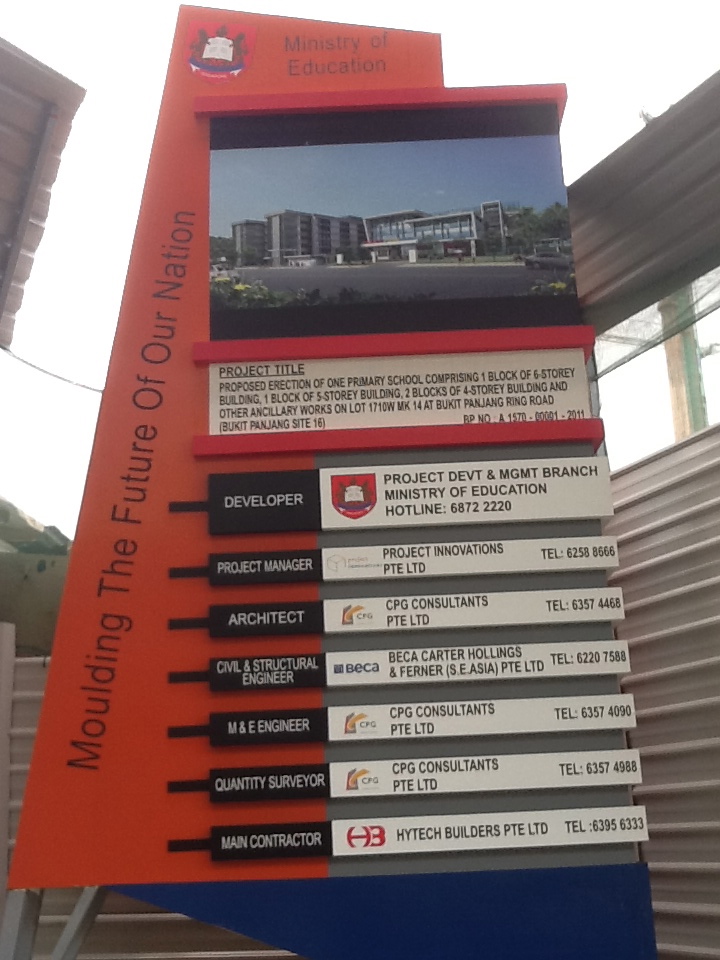 Ministry of
Education
Moulding The Future Of Our Nation
PROJECT TITLE
PROPOSED ERECTION OF ONE PRIMARY SCHOOL COMPRISING 1 BLOCK OF 6-STOREY
BUILDING, 1 BLOCK OF 5-STOREY BUILDING, 2 BLOCKS OF 4-STOREY BUILDING AND
OTHER ANCILLARY WORKS ON LOT 1710W MK 14 AT BUKIT PANJANG RING ROAD
(BUKIT PANJANG SITE 16) BP NO : A 1570 - 00001 - 2011
DEVELOPER
PROJECT DEVT & MGMT BRANCH
MINISTRY OF EDUCATION
HOTLINE: 6872 2220
PROJECT MANAGER
PROJECT INNOVATIONS
PTE LTD
TEL: 6258 8666
ARCHITECT
CPG
CPG CONSULTANTS
PTE LTD
TEL: 6357 4468
CIVIL & STRUCTURAL
ENGINEER
Beca
BECA CARTER HOLLINGS
& FERNER (S.E.ASIA) PTE LTD
TEL: 6220 7588
M & E ENGINEER
CPG
CPG CONSULTANTS
PTE LTD
TEL: 6357 4090
QUANTITY SURVEYOR
CPG
CPG CONSULTANTS
PTE LTD
TEL: 6357 4988
MAIN CONTRACTOR
HB
HYTECH BUILDERS PTE LTD
TEL :6395 6333